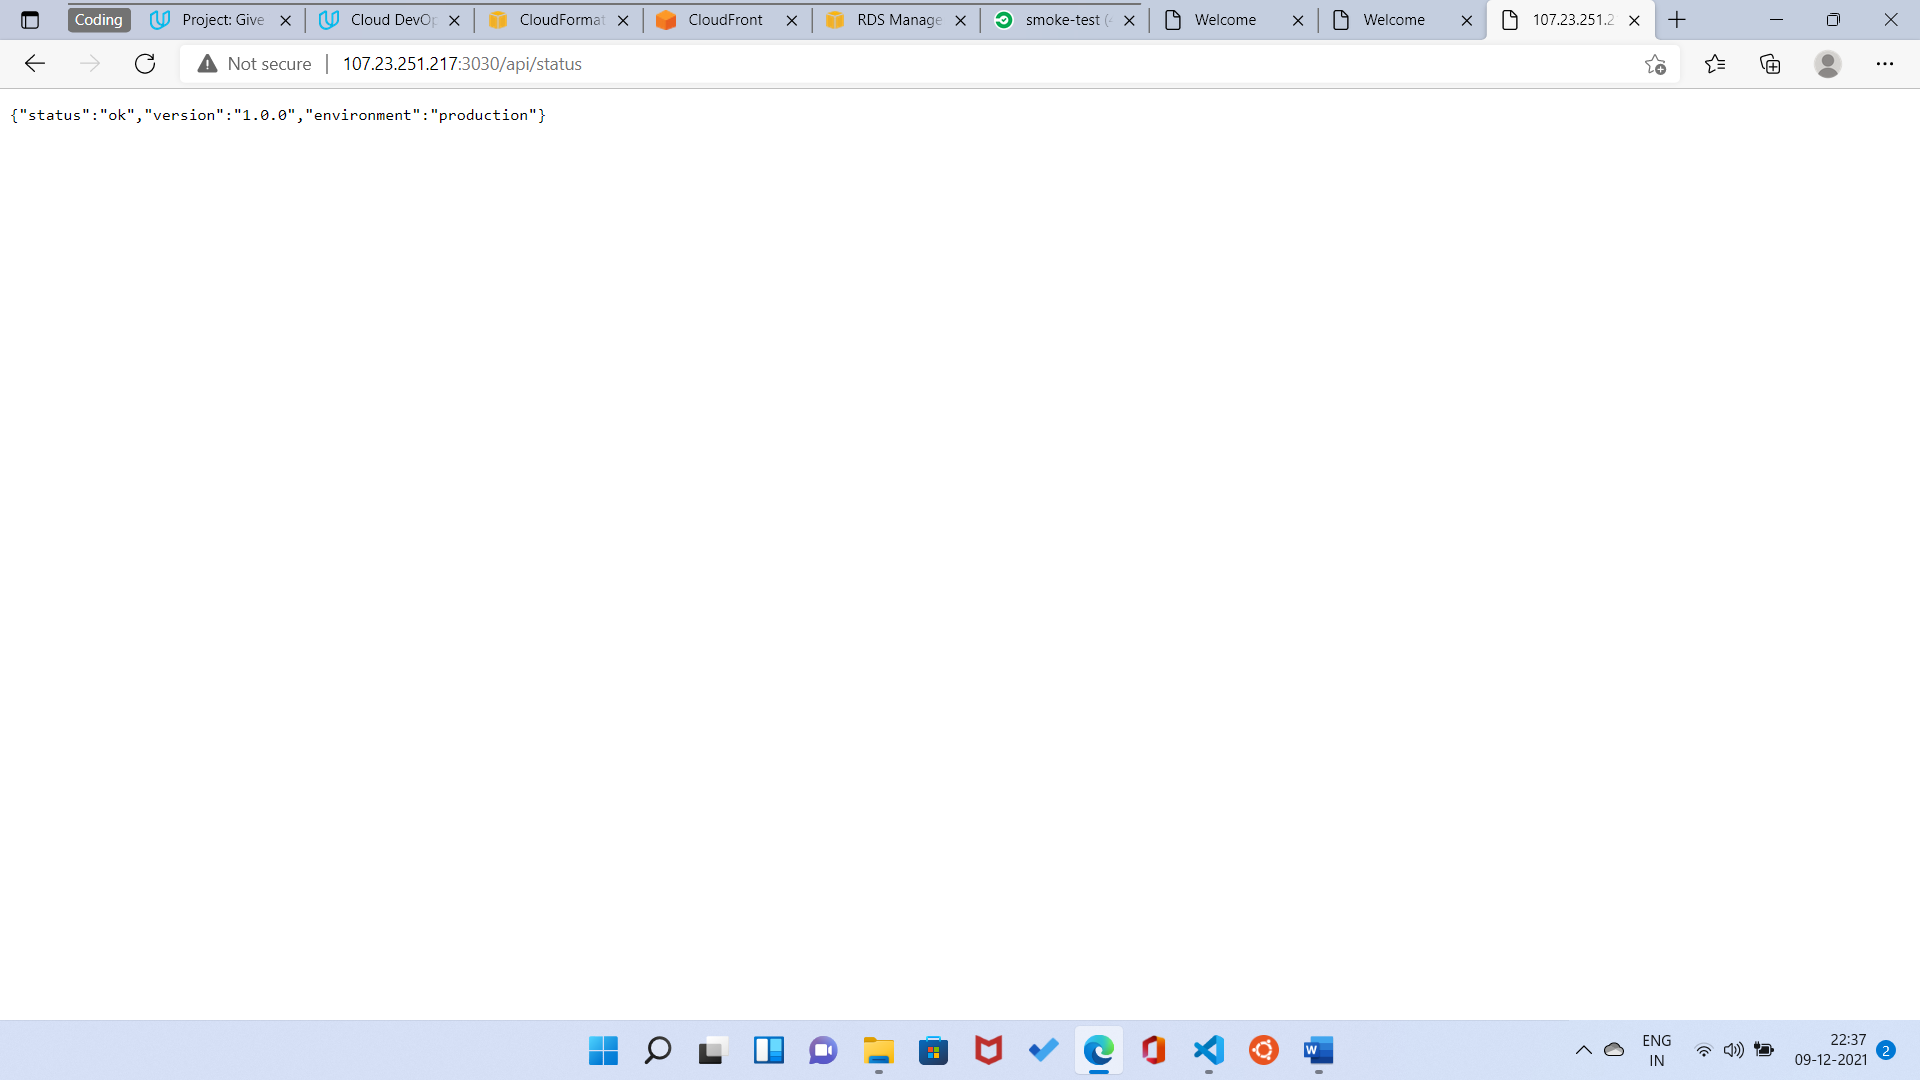 Coding
Project: Give
Cloud DevOp
CloudFormat
CloudFront
RDS Manage
smoke-test (
Welcome
Welcome
107.23.251.2
Not secure
107.23.251.217:3030/api/status
{"status":"ok","version":"1.0.0","environment":"production"}
ENG
IN
22:37
09-12-2021
2